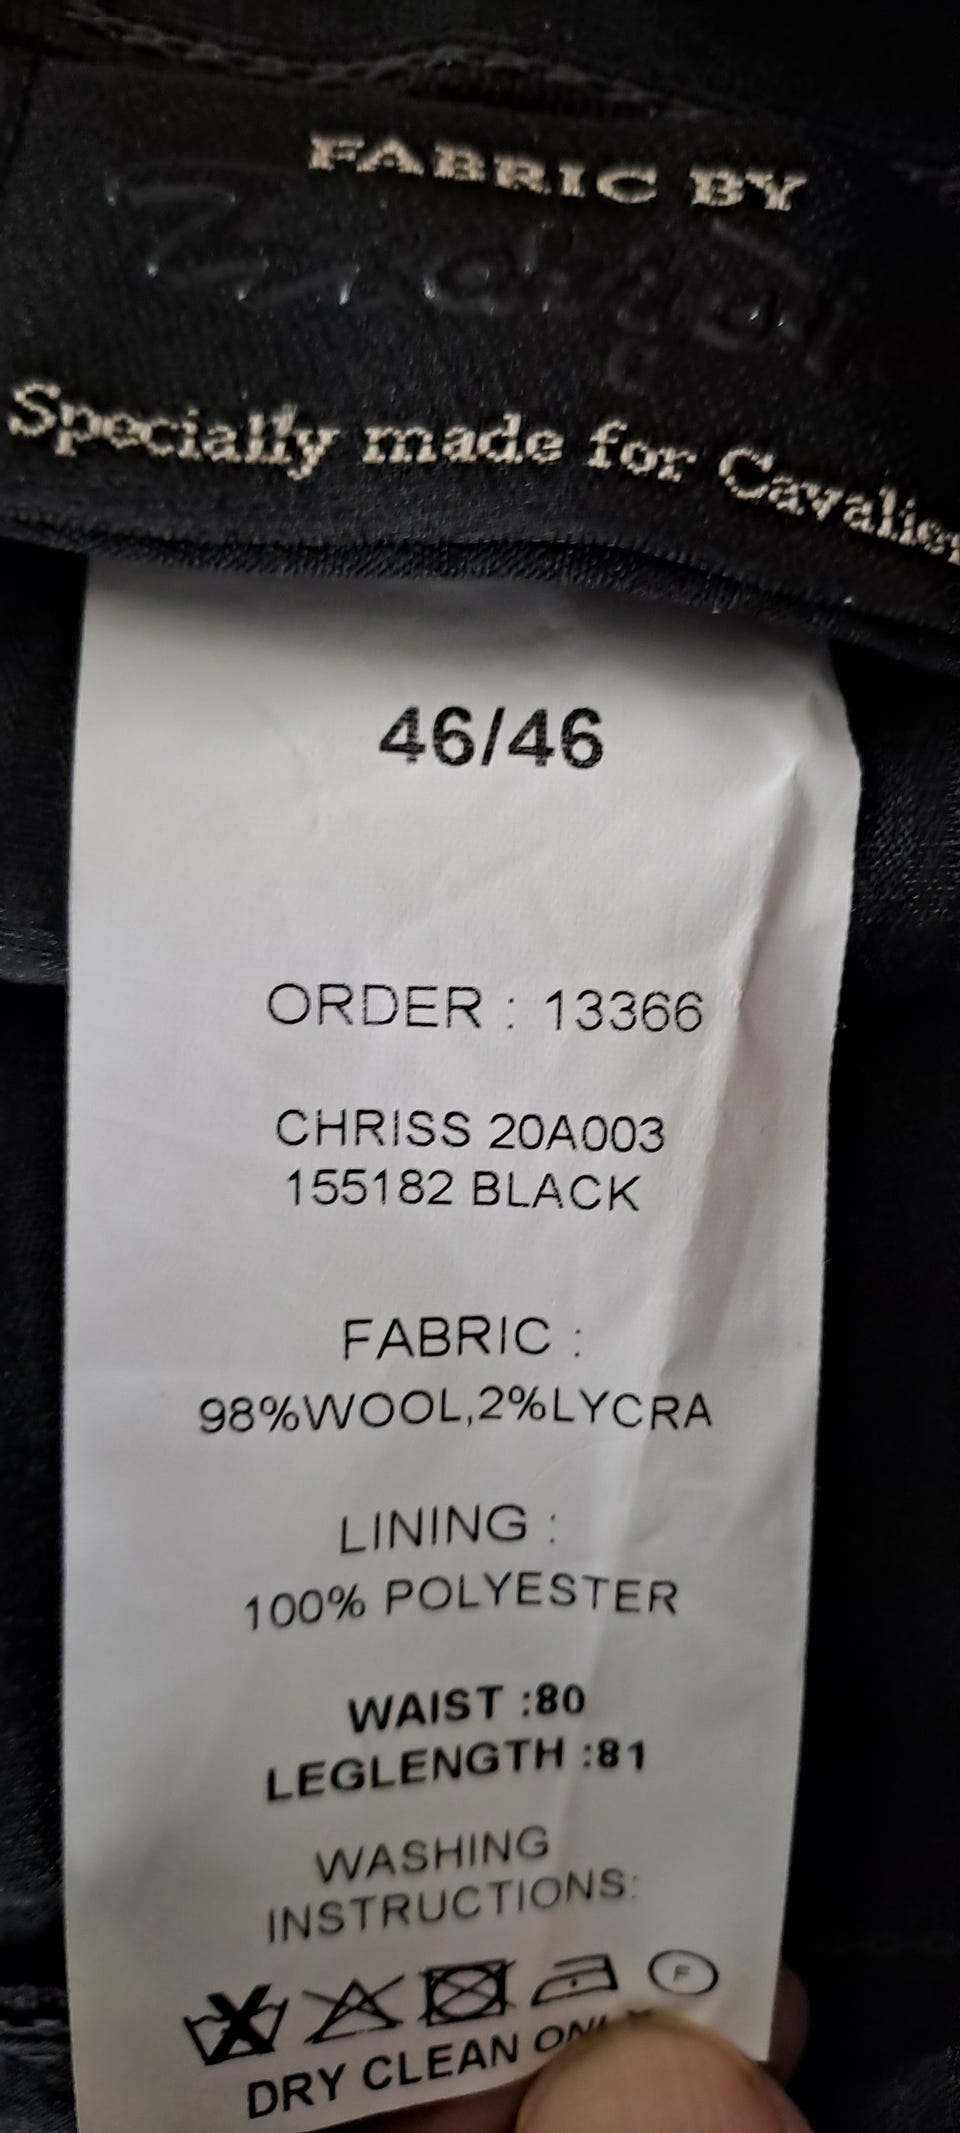 FABRIC BY
Specially made for Cavalier
46/46
ORDER : 13366
CHRISS 20A003
155182 BLACK
FABRIC :
98%WOOL,2%LYCRA
LINING :
100% POLYESTER
WAIST :80
LEGLENGTH :81
WASHING
INSTRUCTIONS:
F
DRY CLEAN ONLY